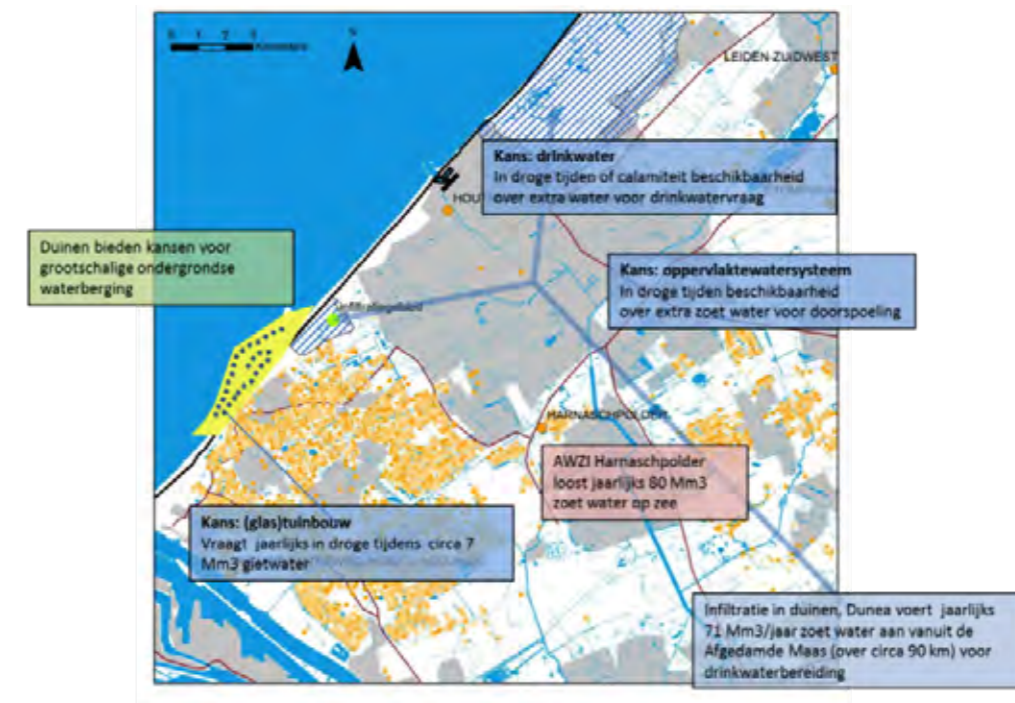 0 1 2 3
Kilometers
N
LEIDEN-ZUIDWEST
Kans: drinkwater
In droge tijden of calamiteit beschikbaarheid
over extra water voor drinkwatervraag
HOU
Duinen bieden kansen voor
grootschalige ondergrondse
waterberging
Kans: oppervlaktewatersysteem
In droge tijden beschikbaarheid
over extra zoet water voor doorspoeling
HARNASCHPOLDER
AWZI Harnaschpolder
loost jaarlijks 80 Mm3
zoet water op zee
Kans: (glas)tuinbouw
Vraagt jaarlijks in droge tijdens circa 7
Mm3 gietwater
Infiltratie in duinen, Dunea voert jaarlijks
71 Mm3/jaar zoet water aan vanuit de
Afgedamde Maas (over circa 90 km) voor
drinkwaterbereiding